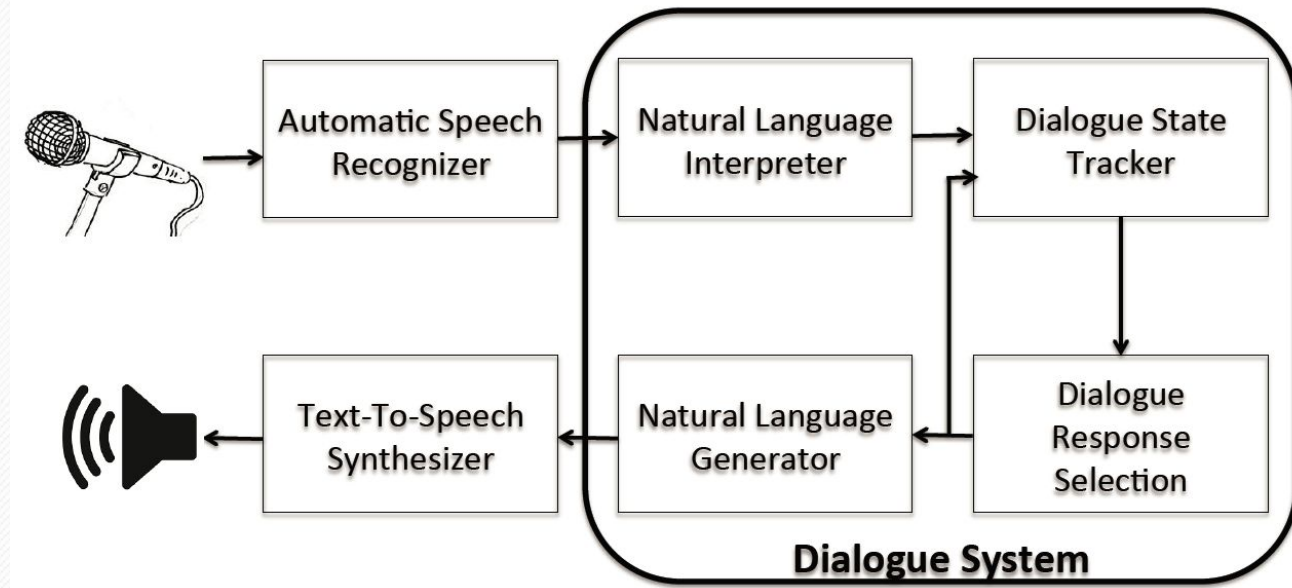 Automatic Speech
Recognizer
Natural Language
Interpreter
Dialogue State
Tracker
Text-To-Speech
Synthesizer
Natural Language
Generator
Dialogue
Response
Selection
Dialogue System